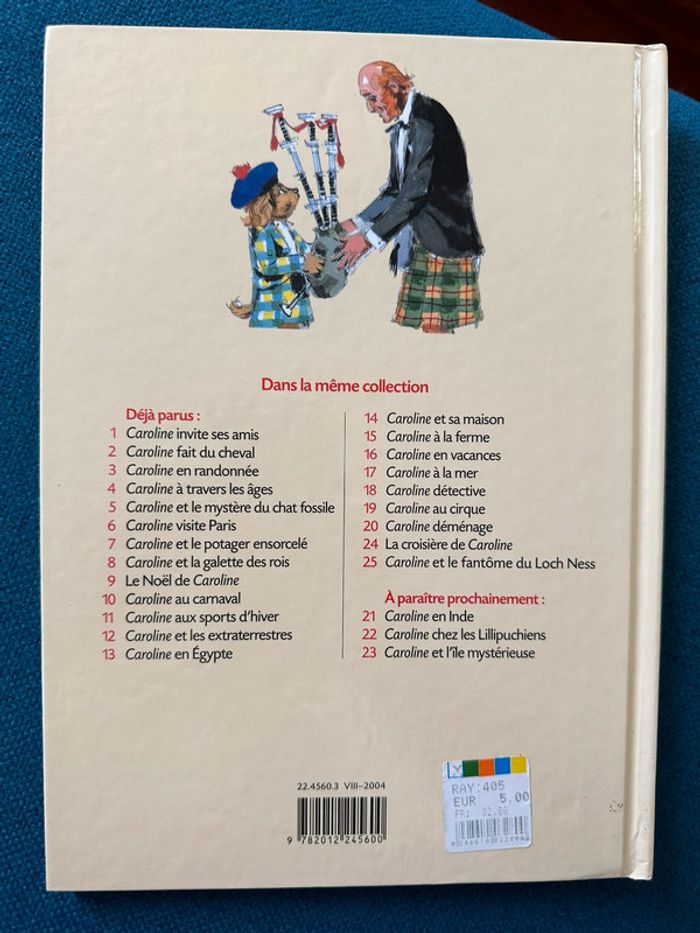 Dans la même collection
Déjà parus :
1 Caroline invite ses amis
2 Caroline fait du cheval
3 Caroline en randonnée
4 Caroline à travers les âges
5 Caroline et le mystère du chat fossile
6 Caroline visite Paris
7 Caroline et le potager ensorcelé
8 Caroline et la galette des rois
9 Le Noël de Caroline
10 Caroline au carnaval
11 Caroline aux sports d'hiver
12 Caroline et les extraterrestres
13 Caroline en Égypte
14 Caroline et sa maison
15 Caroline à la ferme
16 Caroline en vacances
17 Caroline à la mer
18 Caroline détective
19 Caroline au cirque
20 Caroline déménage
24 La croisière de Caroline
25 Caroline et le fantôme du Loch Ness
À paraître prochainement :
21 Caroline en Inde
22 Caroline chez les Lillipuchiens
23 Caroline et l'île mystérieuse
22.4560.3 VIII–2004
9 782012 245600
RAY:405
EUR 5.00
FR: 32.80